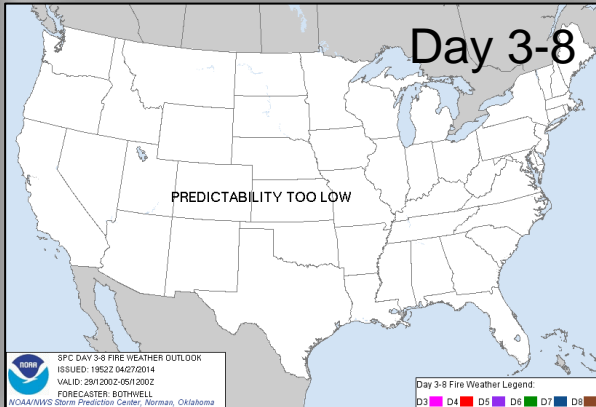 Day 3-8
PREDICTABILITY TOO LOW
NOAA
SPC DAY 3-8 FIRE WEATHER OUTLOOK
ISSUED: 1952Z 04/27/2014
VALID: 29/1200Z-05/1200Z
FORECASTER: BOTHWELL
NOAA/NWS Storm Prediction Center, Norman, Oklahoma
Day 3-8 Fire Weather Legend:
D3 D4 D5 D6 D7 D8